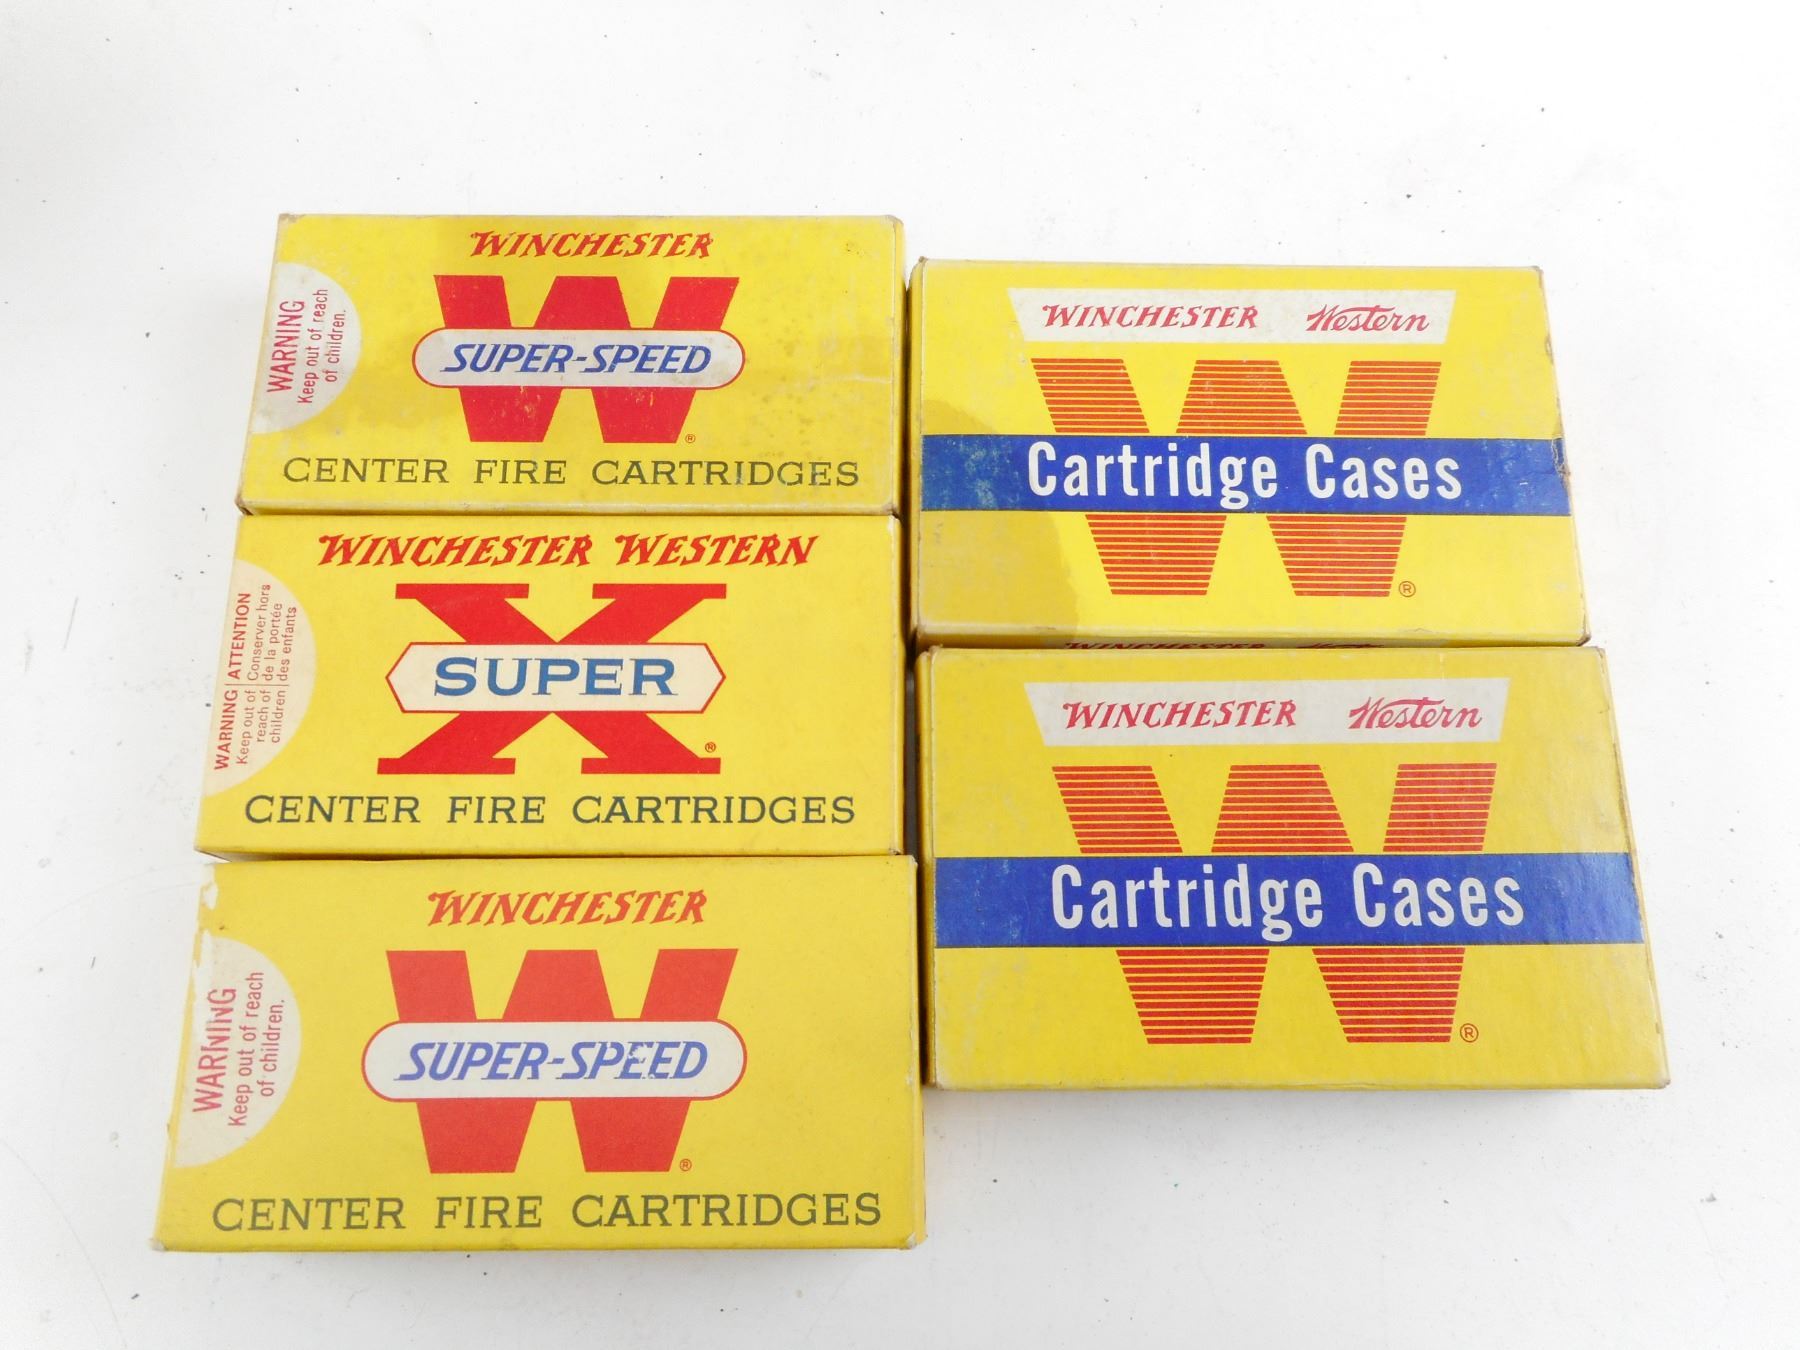 WINCHESTER
W
SUPER-SPEED
®
CENTER FIRE CARTRIDGES
WARNING
Keep out of reach
of children.
WINCHESTER WESTERN
X
SUPER
®
CENTER FIRE CARTRIDGES
WARNING | ATTENTION
Keep out of | Conserver hors
reach of | de la portée
children | des enfants
WINCHESTER
W
SUPER-SPEED
®
CENTER FIRE CARTRIDGES
WARNING
Keep out of reach
of children.
WINCHESTER Western
W
Cartridge Cases
®
WINCHESTER Western
WINCHESTER Western
W
Cartridge Cases
®